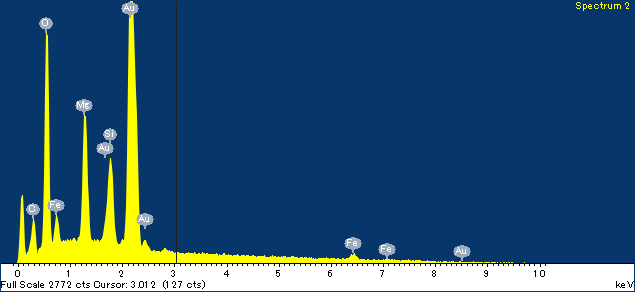 Spectrum 2
Au
O
Mg
Si
Au
O
Fe
Au
Fe
Fe
Au
0 1 2 3 4 5 6 7 8 9 10
Full Scale 2772 cts Cursor: 3.012 (127 cts) keV